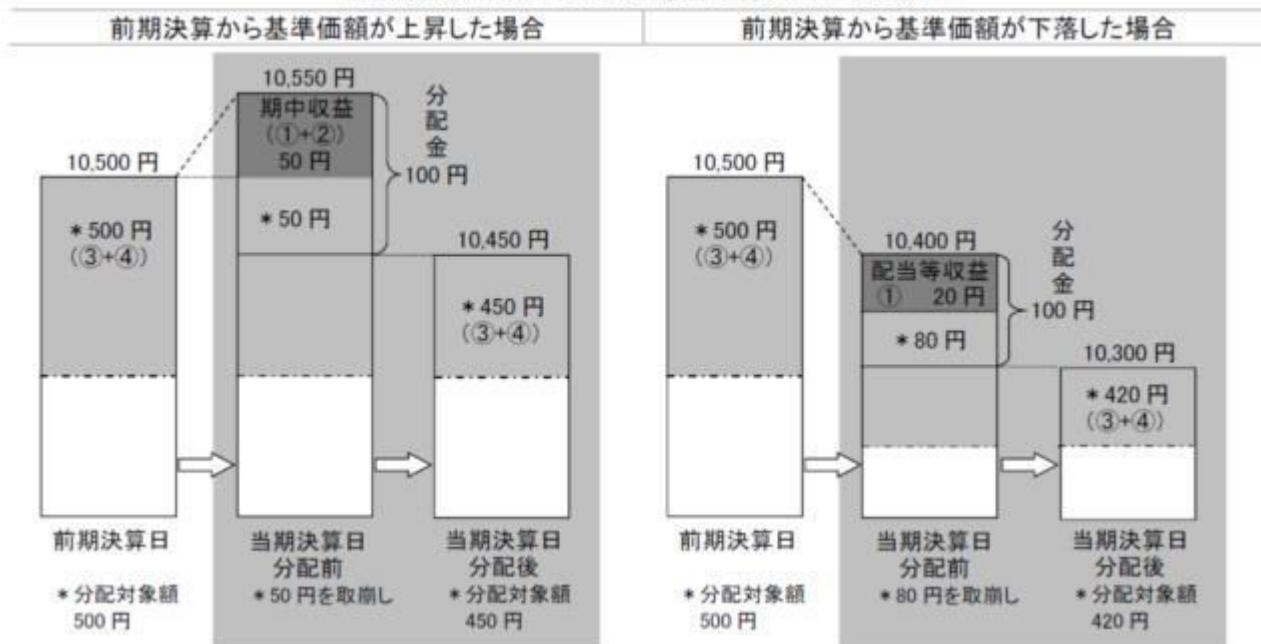 前期決算から基準価額が上昇した場合
10,550 円
期中収益
(①+②)
50 円
* 50 円
分配金
100 円
10,500 円
* 500 円
(③+④)
10,450 円
* 450 円
(③+④)
前期決算日
* 分配対象額
500 円
当期決算日
分配前
* 50 円を取崩し
当期決算日
分配後
* 分配対象額
450 円
前期決算から基準価額が下落した場合
10,500 円
* 500 円
(③+④)
10,400 円
配当等収益
① 20 円
* 80 円
分配金
100 円
10,300 円
* 420 円
(③+④)
前期決算日
* 分配対象額
500 円
当期決算日
分配前
* 80 円を取崩し
当期決算日
分配後
* 分配対象額
420 円